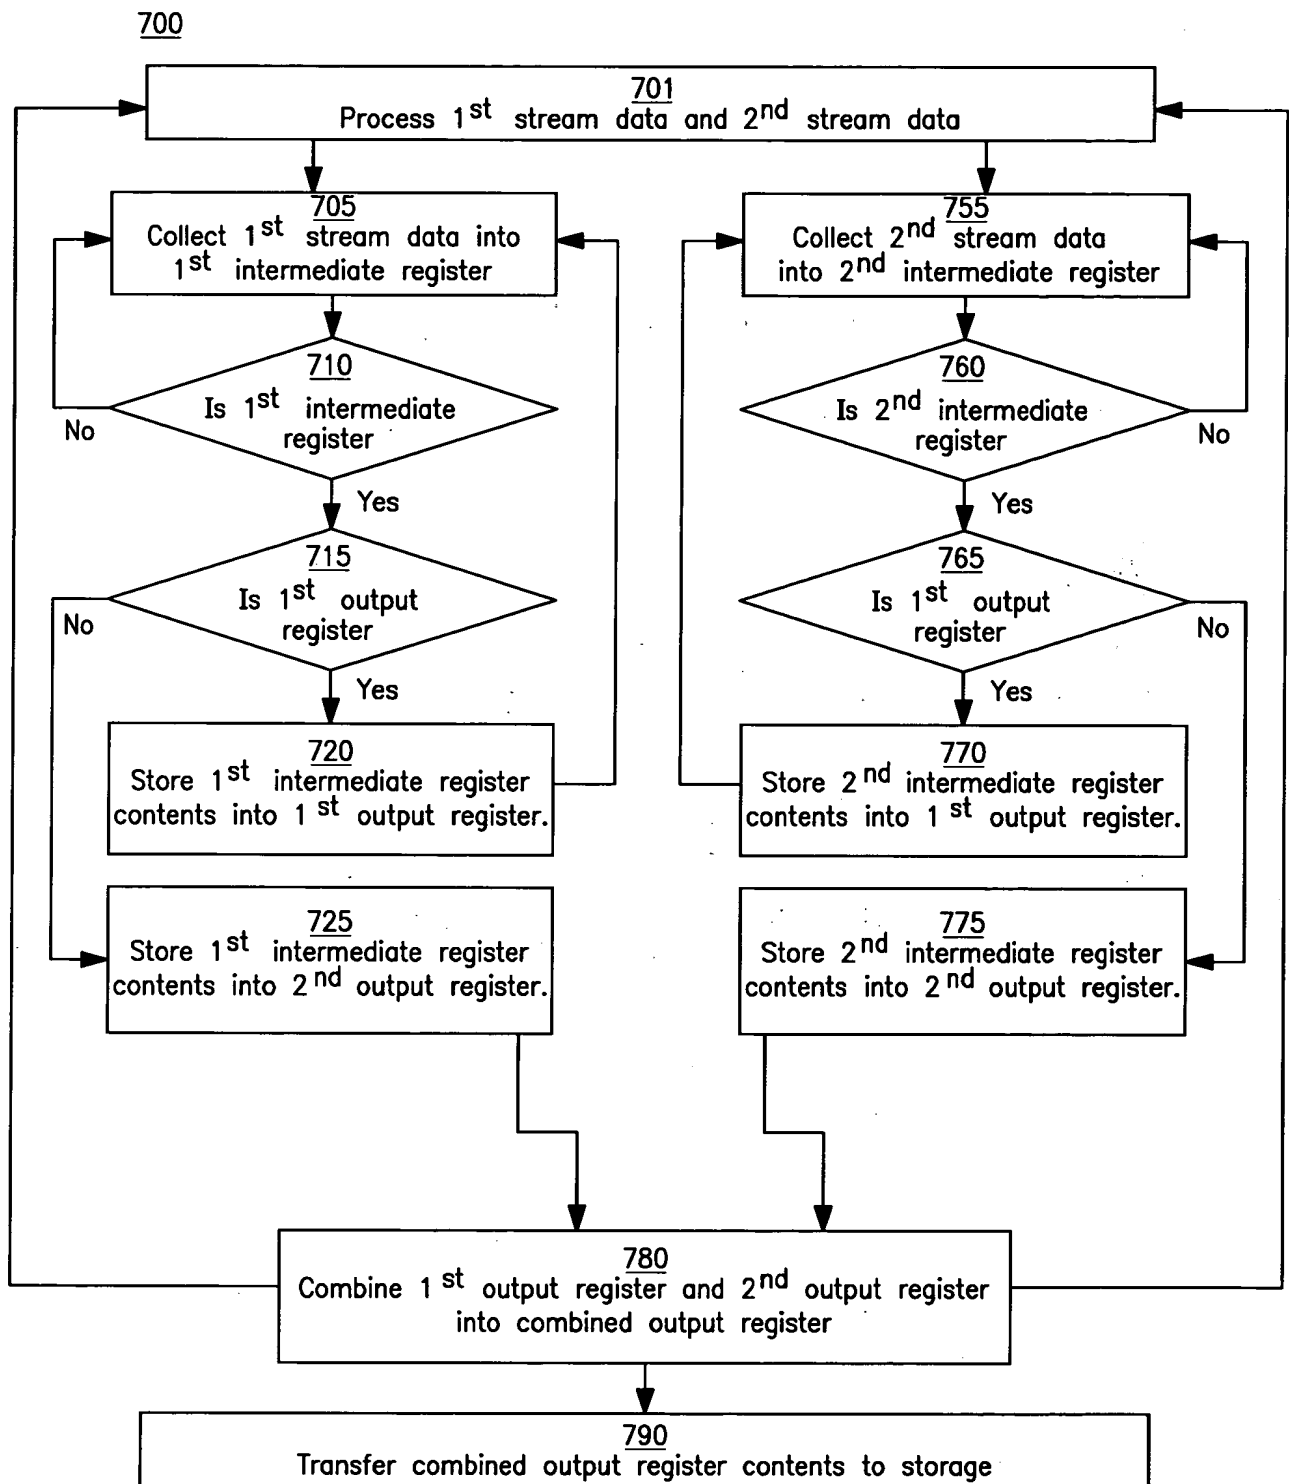 700
701
Process 1st stream data and 2nd stream data
705
Collect 1st stream data into
1st intermediate register
710
Is 1st intermediate
register
No
Yes
715
Is 1st output
register
No
Yes
720
Store 1st intermediate register
contents into 1st output register.
725
Store 1st intermediate register
contents into 2nd output register.
755
Collect 2nd stream data
into 2nd intermediate register
760
Is 2nd intermediate
register
No
Yes
765
Is 1st output
register
No
Yes
770
Store 2nd intermediate register
contents into 1st output register.
775
Store 2nd intermediate register
contents into 2nd output register.
780
Combine 1st output register and 2nd output register
into combined output register
790
Transfer combined output register contents to storage